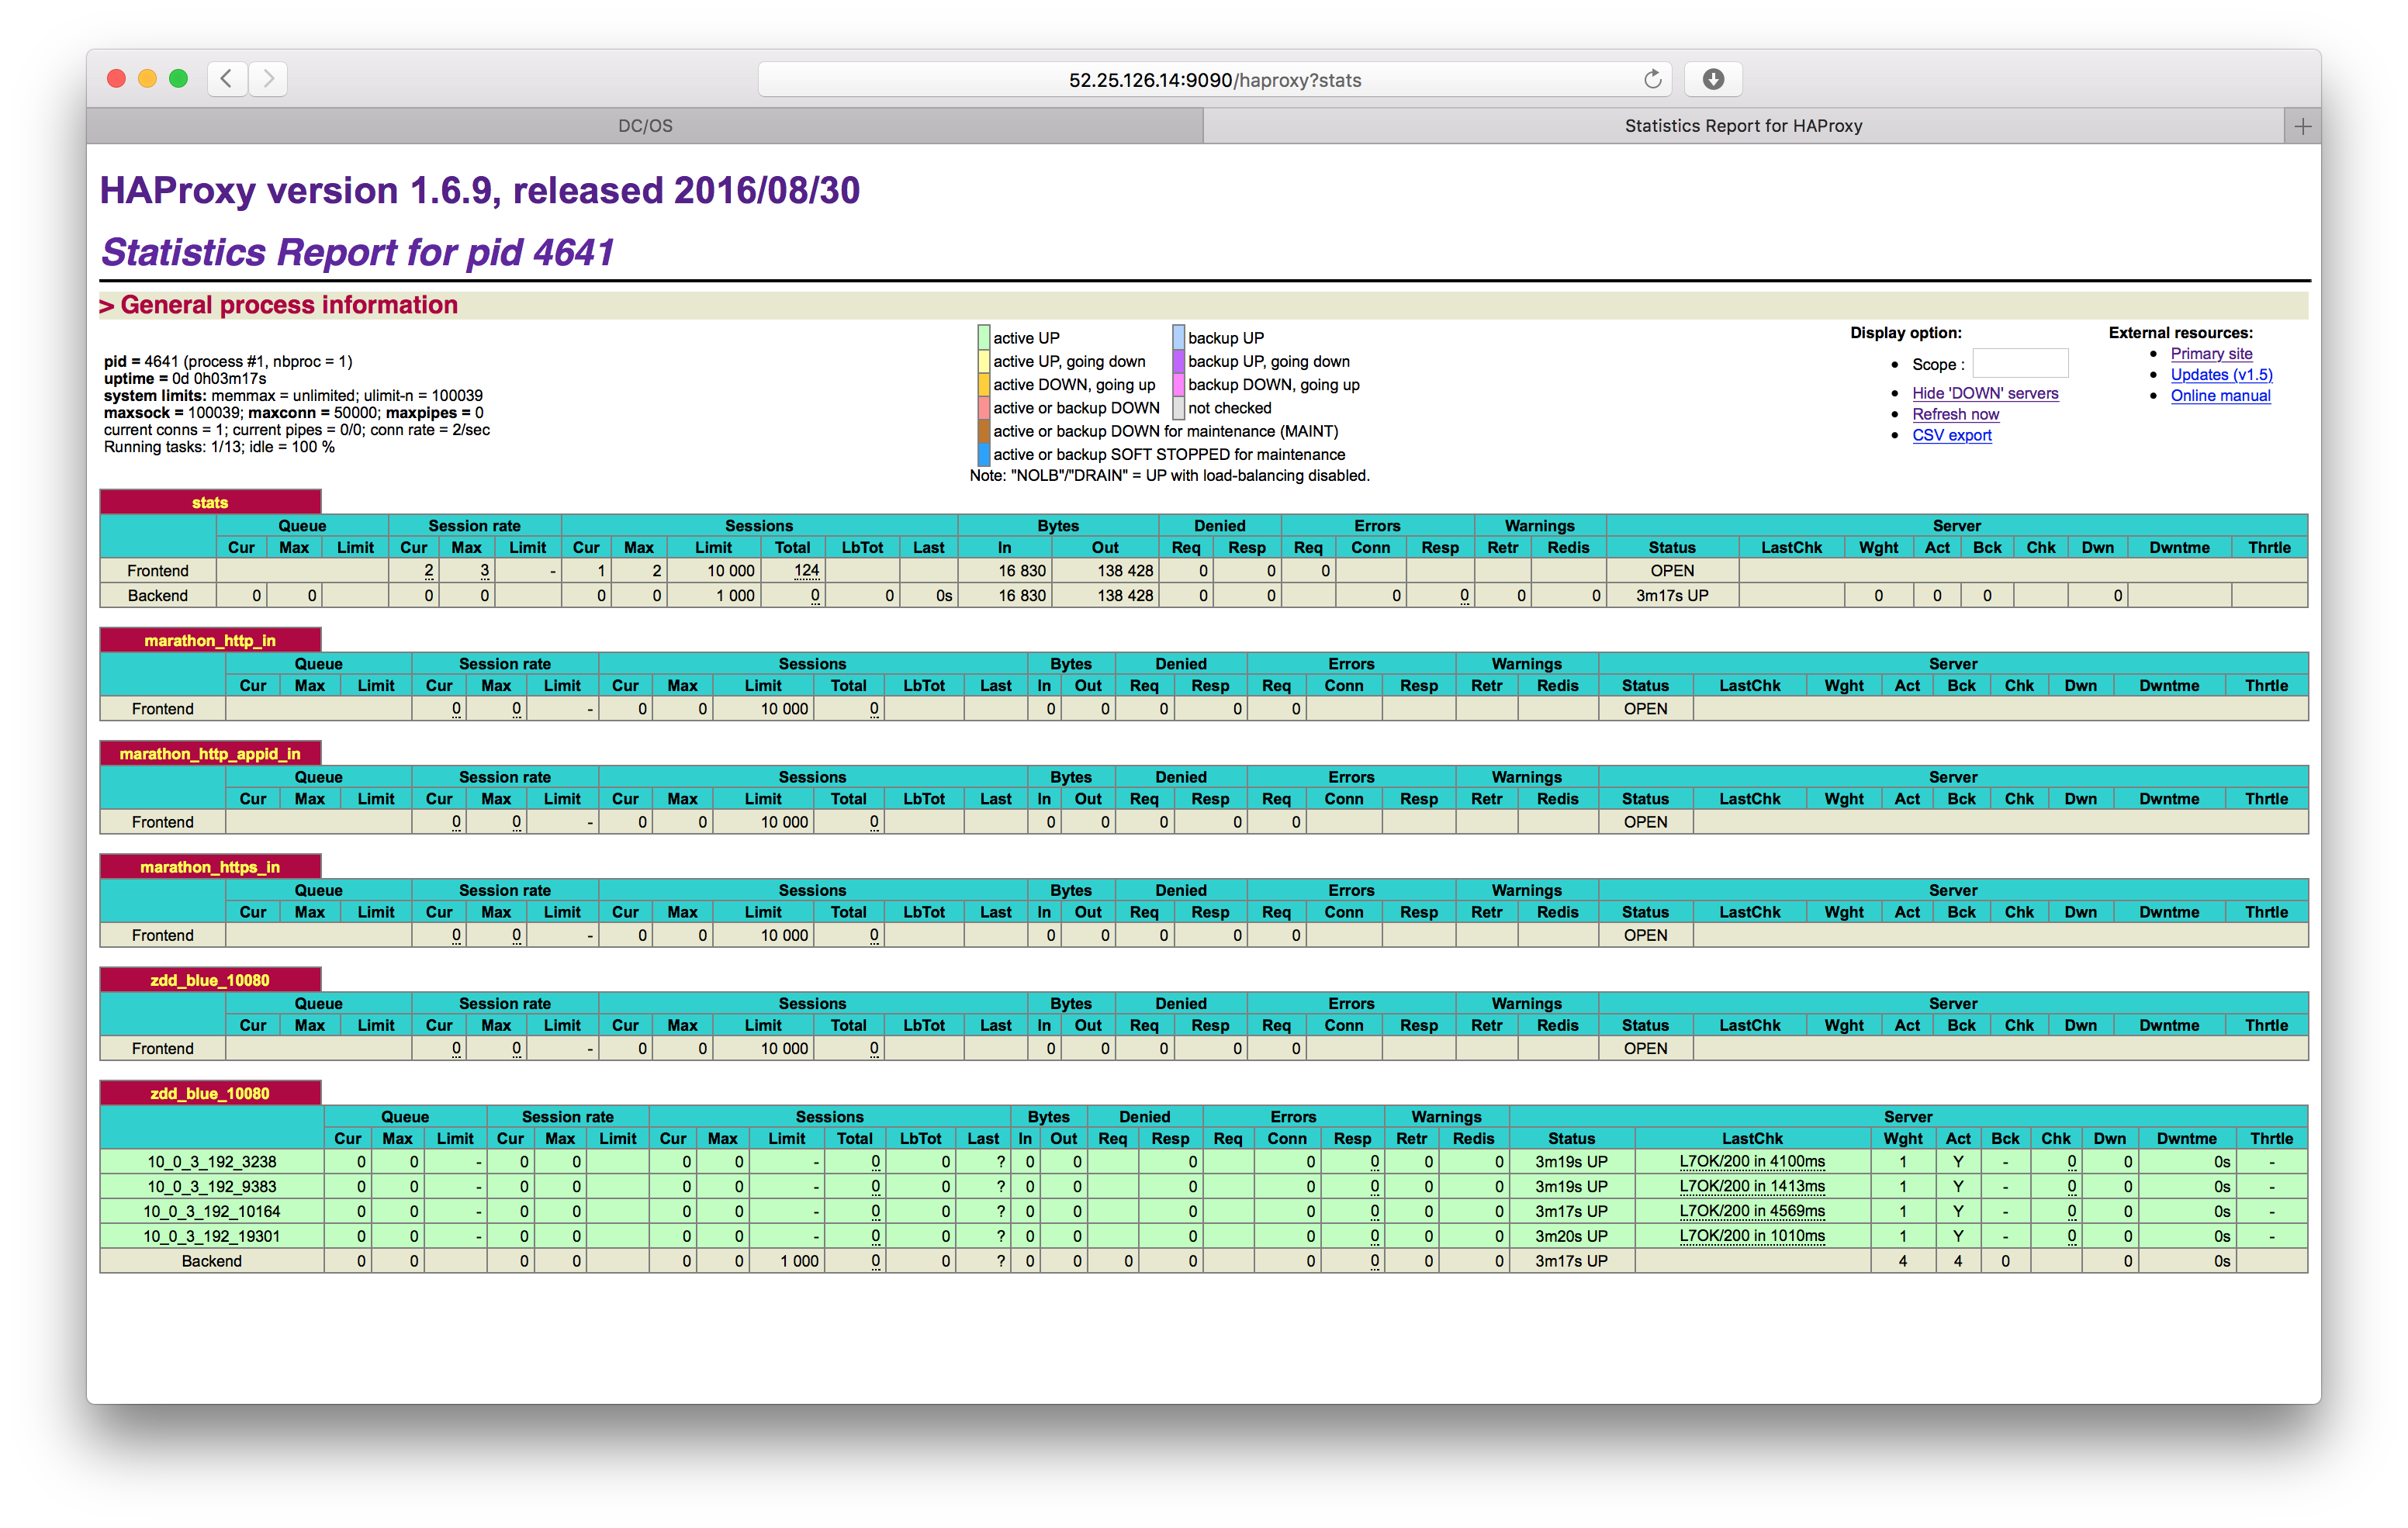 52.25.126.14:9090/haproxy?stats
DC/OS
Statistics Report for HAProxy
HAProxy version 1.6.9, released 2016/08/30
Statistics Report for pid 4641
> General process information
pid = 4641 (process #1, nbproc = 1)
uptime = 0d 0h03m17s
system limits: memmax = unlimited; ulimit-n = 100039
maxsock = 100039; maxconn = 50000; maxpipes = 0
current conns = 1; current pipes = 0/0; conn rate = 2/sec
Running tasks: 1/13; idle = 100 %
active UP backup UP
active UP, going down backup UP, going down
active DOWN, going up backup DOWN, going up
active or backup DOWN not checked
active or backup DOWN for maintenance (MAINT)
active or backup SOFT STOPPED for maintenance
Note: "NOLB"/"DRAIN" = UP with load-balancing disabled.
Display option:
Scope :
Hide 'DOWN' servers
Refresh now
CSV export
External resources:
Primary site
Updates (v1.5)
Online manual
stats
Queue Session rate Sessions Bytes Denied Errors Warnings Server
Cur Max Limit Cur Max Limit Cur Max Limit Total LbTot Last In Out Req Resp Req Conn Resp Retr Redis Status LastChk Wght Act Bck Chk Dwn Dwntme Thrtle
Frontend 2 3 - 1 2 10 000 124 16 830 138 428 0 0 0 OPEN
Backend 0 0 0 0 0 0 1 000 0 0 0s 16 830 138 428 0 0 0 0 0 0 3m17s UP 0 0 0 0
marathon_http_in
Queue Session rate Sessions Bytes Denied Errors Warnings Server
Cur Max Limit Cur Max Limit Cur Max Limit Total LbTot Last In Out Req Resp Req Conn Resp Retr Redis Status LastChk Wght Act Bck Chk Dwn Dwntme Thrtle
Frontend 0 0 - 0 0 10 000 0 0 0 0 0 0 OPEN
marathon_http_appid_in
Queue Session rate Sessions Bytes Denied Errors Warnings Server
Cur Max Limit Cur Max Limit Cur Max Limit Total LbTot Last In Out Req Resp Req Conn Resp Retr Redis Status LastChk Wght Act Bck Chk Dwn Dwntme Thrtle
Frontend 0 0 - 0 0 10 000 0 0 0 0 0 0 OPEN
marathon_https_in
Queue Session rate Sessions Bytes Denied Errors Warnings Server
Cur Max Limit Cur Max Limit Cur Max Limit Total LbTot Last In Out Req Resp Req Conn Resp Retr Redis Status LastChk Wght Act Bck Chk Dwn Dwntme Thrtle
Frontend 0 0 - 0 0 10 000 0 0 0 0 0 0 OPEN
zdd_blue_10080
Queue Session rate Sessions Bytes Denied Errors Warnings Server
Cur Max Limit Cur Max Limit Cur Max Limit Total LbTot Last In Out Req Resp Req Conn Resp Retr Redis Status LastChk Wght Act Bck Chk Dwn Dwntme Thrtle
Frontend 0 0 - 0 0 10 000 0 0 0 0 0 0 OPEN
zdd_blue_10080
Queue Session rate Sessions Bytes Denied Errors Warnings Server
Cur Max Limit Cur Max Limit Cur Max Limit Total LbTot Last In Out Req Resp Req Conn Resp Retr Redis Status LastChk Wght Act Bck Chk Dwn Dwntme Thrtle
10_0_3_192_3238 0 0 - 0 0 0 0 - 0 0 ? 0 0 0 0 0 0 0 3m19s UP L7OK/200 in 4100ms 1 Y - 0 0 0s -
10_0_3_192_9383 0 0 - 0 0 0 0 - 0 0 ? 0 0 0 0 0 0 0 3m19s UP L7OK/200 in 1413ms 1 Y - 0 0 0s -
10_0_3_192_10164 0 0 - 0 0 0 0 - 0 0 ? 0 0 0 0 0 0 0 3m17s UP L7OK/200 in 4569ms 1 Y - 0 0 0s -
10_0_3_192_19301 0 0 - 0 0 0 0 - 0 0 ? 0 0 0 0 0 0 0 3m20s UP L7OK/200 in 1010ms 1 Y - 0 0 0s -
Backend 0 0 0 0 0 0 1 000 0 0 ? 0 0 0 0 0 0 0 0 3m17s UP 4 4 0 0 0s